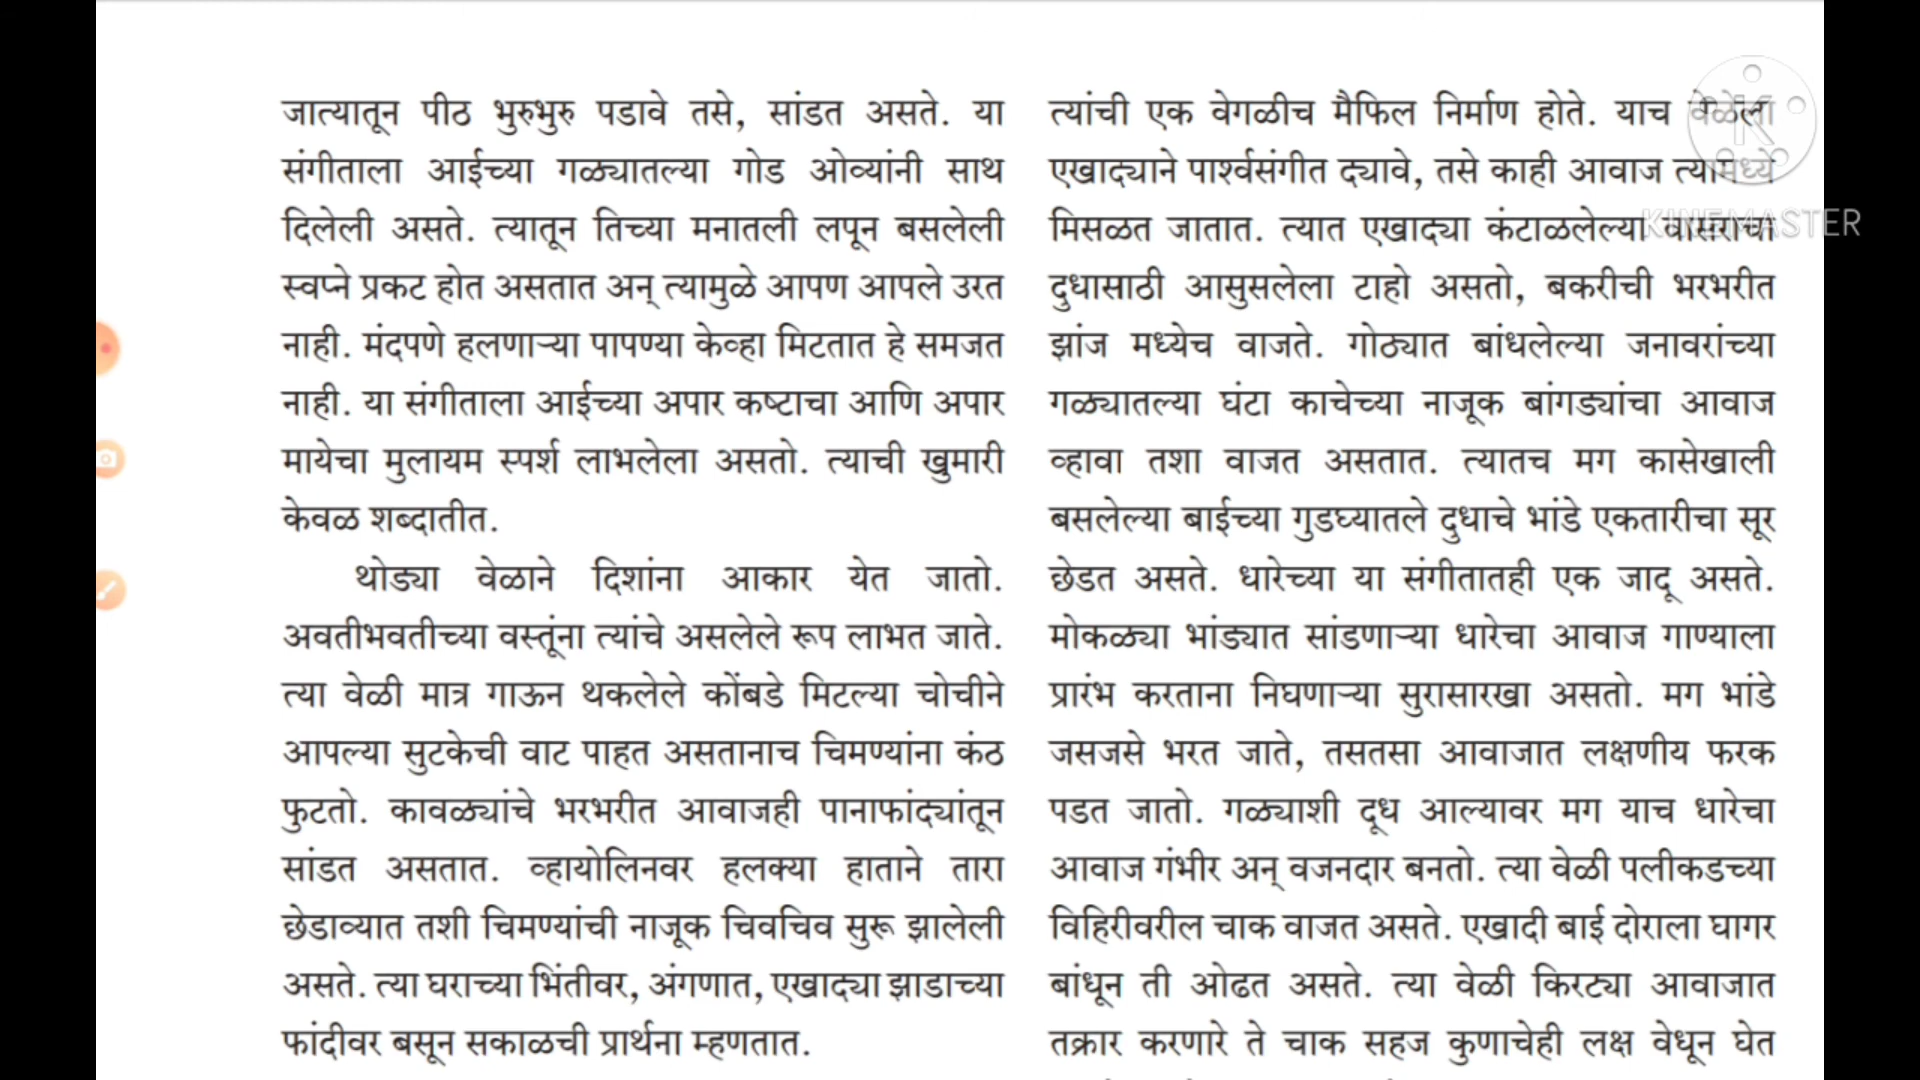 जात्यातून पीठ भुरुभुरु पडावे तसे, सांडत असते. या
संगीताला आईच्या गळ्यातल्या गोड ओव्यांनी साथ
दिलेली असते. त्यातून तिच्या मनातली लपून बसलेली
स्वप्ने प्रकट होत असतात अन् त्यामुळे आपण आपले उरत
नाही. मंदपणे हलणाऱ्या पापण्या केव्हा मिटतात हे समजत
नाही. या संगीताला आईच्या अपार कष्टाचा आणि अपार
मायेचा मुलायम स्पर्श लाभलेला असतो. त्याची खुमारी
केवळ शब्दातीत.
थोड्या वेळाने दिशांना आकार येत जातो.
अवतीभवतीच्या वस्तूंना त्यांचे असलेले रूप लाभत जाते.
त्या वेळी मात्र गाऊन थकलेले कोंबडे मिटल्या चोचीने
आपल्या सुटकेची वाट पाहत असतानाच चिमण्यांना कंठ
फुटतो. कावळ्यांचे भरभरीत आवाजही पानाफांद्यांतून
सांडत असतात. व्हायोलिनवर हलक्या हाताने तारा
छेडाव्यात तशी चिमण्यांची नाजूक चिवचिव सुरू झालेली
असते. त्या घराच्या भिंतीवर, अंगणात, एखाद्या झाडाच्या
फांदीवर बसून सकाळची प्रार्थना म्हणतात.
त्यांची एक वेगळीच मैफिल निर्माण होते. याच वेळेला
एखाद्याने पार्श्वसंगीत द्यावे, तसे काही आवाज त्यामध्ये
मिसळत जातात. त्यात एखाद्या कंटाळलेल्या वासराचा
दुधासाठी आसुसलेला टाहो असतो, बकरीची भरभरीत
झांज मध्येच वाजते. गोठ्यात बांधलेल्या जनावरांच्या
गळ्यातल्या घंटा काचेच्या नाजूक बांगड्यांचा आवाज
व्हावा तशा वाजत असतात. त्यातच मग कासेखाली
बसलेल्या बाईच्या गुडघ्यातले दुधाचे भांडे एकतारीचा सूर
छेडत असते. धारेच्या या संगीतातही एक जादू असते.
मोकळ्या भांड्यात सांडणाऱ्या धारेचा आवाज गाण्याला
प्रारंभ करताना निघणाऱ्या सुरासारखा असतो. मग भांडे
जसजसे भरत जाते, तसतसा आवाजात लक्षणीय फरक
पडत जातो. गळ्याशी दूध आल्यावर मग याच धारेचा
आवाज गंभीर अन् वजनदार बनतो. त्या वेळी पलीकडच्या
विहिरीवरील चाक वाजत असते. एखादी बाई दोराला घागर
बांधून ती ओढत असते. त्या वेळी किरट्या आवाजात
तक्रार करणारे ते चाक सहज कुणाचेही लक्ष वेधून घेत
K
KINEMASTER